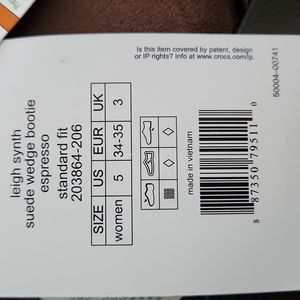 leigh synth
suede wedge bootie
espresso
standard fit
203864-206
SIZE US EUR UK
women 5 34-35 3
Is this item covered by patent, design
or IP rights? Info at www.crocs.com/ip.
50004-00741
made in vietnam
8 87350 79511 0